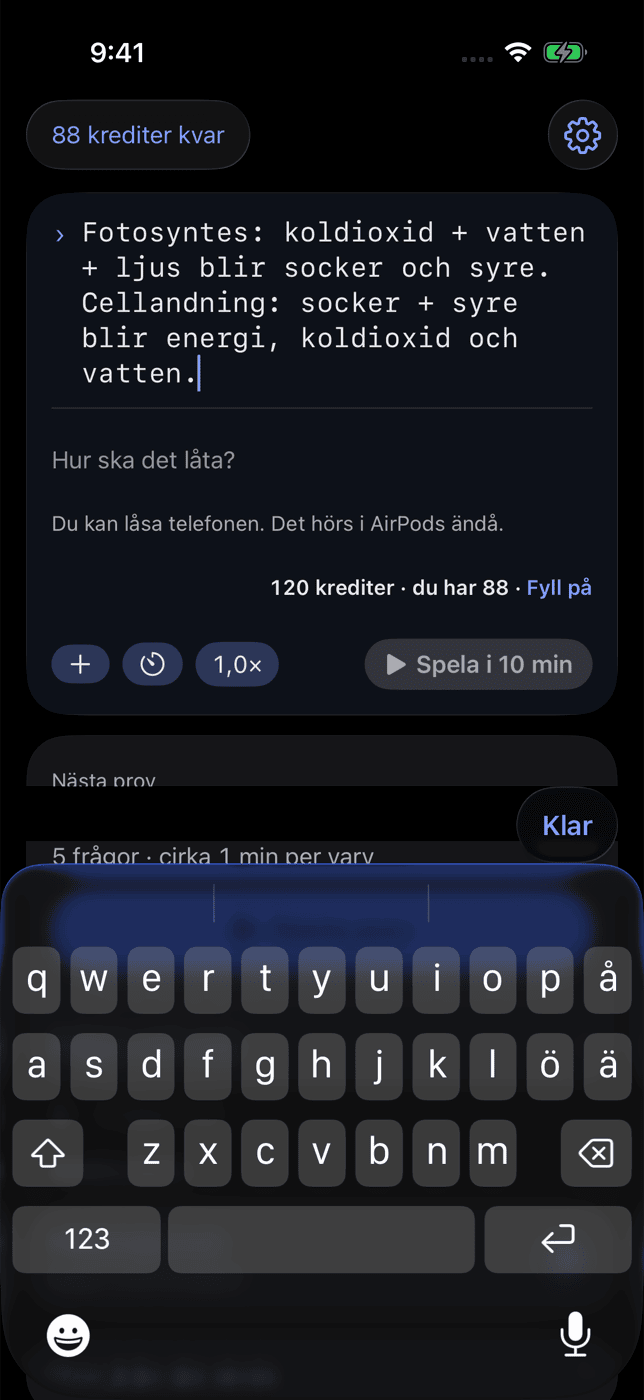 9:41
88 krediter kvar
› Fotosyntes: koldioxid + vatten
+ ljus blir socker och syre.
Cellandning: socker + syre
blir energi, koldioxid och
vatten.
Hur ska det låta?
Du kan låsa telefonen. Det hörs i AirPods ändå.
120 krediter · du har 88 · Fyll på
+ 1,0× Spela i 10 min
Nästa prov
Klar
5 frågor · cirka 1 min per varv
q w e r t y u i o p å
a s d f g h j k l ö ä
z x c v b n m
123